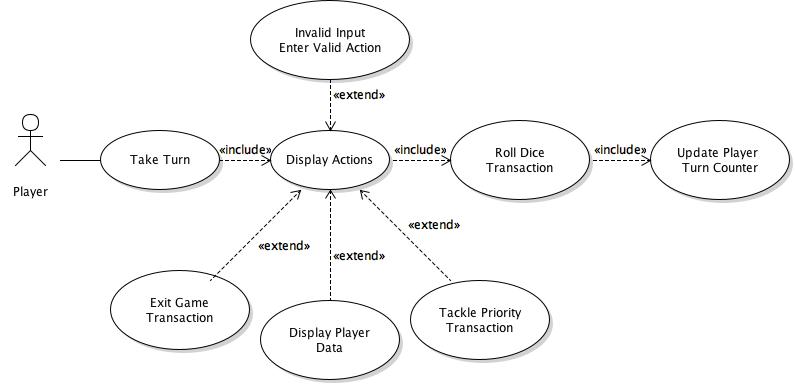 Invalid Input
Enter Valid Action
«extend»
Player
Take Turn
«include»
Display Actions
«include»
Roll Dice
Transaction
«include»
Update Player
Turn Counter
«extend»
«extend»
«extend»
Exit Game
Transaction
Display Player
Data
Tackle Priority
Transaction